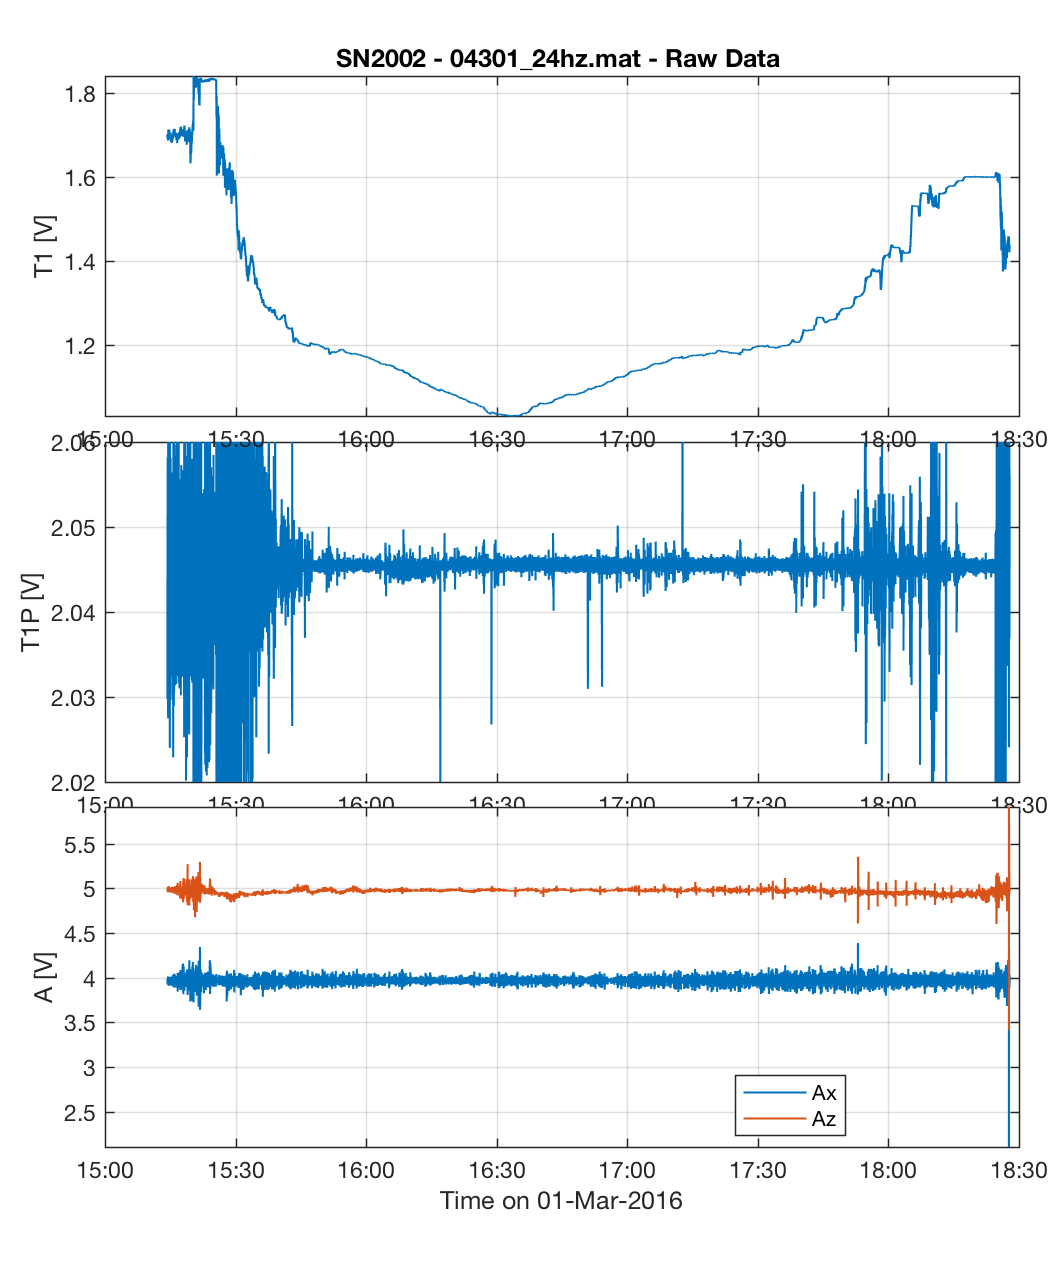 SN2002 - 04301_24hz.mat - Raw Data
1.8
1.6
1.4
1.2
T1 [V]
15:00 15:30 16:00 16:30 17:00 17:30 18:00 18:30
2.06
2.05
2.04
2.03
2.02
T1P [V]
15:00 15:30 16:00 16:30 17:00 17:30 18:00 18:30
5.5
5
4.5
4
3.5
3
2.5
A [V]
Ax
Az
15:00 15:30 16:00 16:30 17:00 17:30 18:00 18:30
Time on 01-Mar-2016